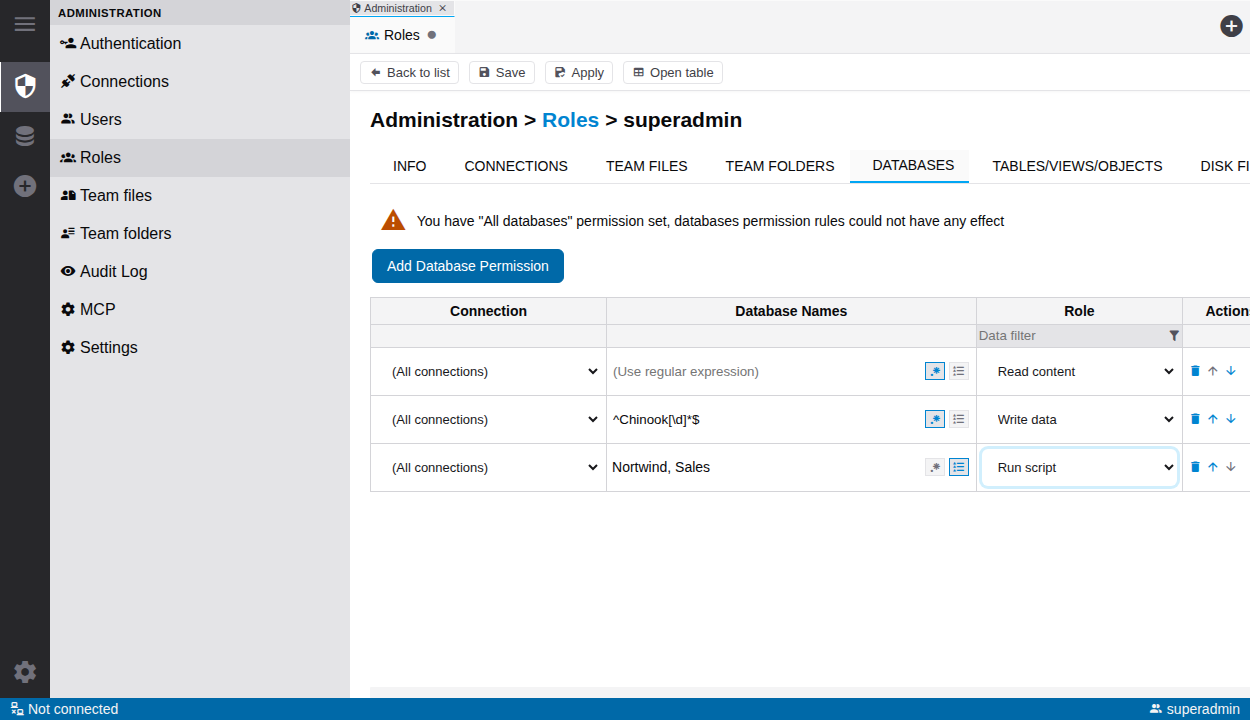 ADMINISTRATION
Authentication
Connections
Users
Roles
Team files
Team folders
Audit Log
MCP
Settings
Administration
Roles
Back to list Save Apply Open table
Administration > Roles > superadmin
INFO CONNECTIONS TEAM FILES TEAM FOLDERS DATABASES TABLES/VIEWS/OBJECTS DISK FI
You have "All databases" permission set, databases permission rules could not have any effect
Add Database Permission
Connection Database Names Role Action
Data filter
(All connections) (Use regular expression) Read content
(All connections) ^Chinook[\d]*$ Write data
(All connections) Nortwind, Sales Run script
Not connected superadmin